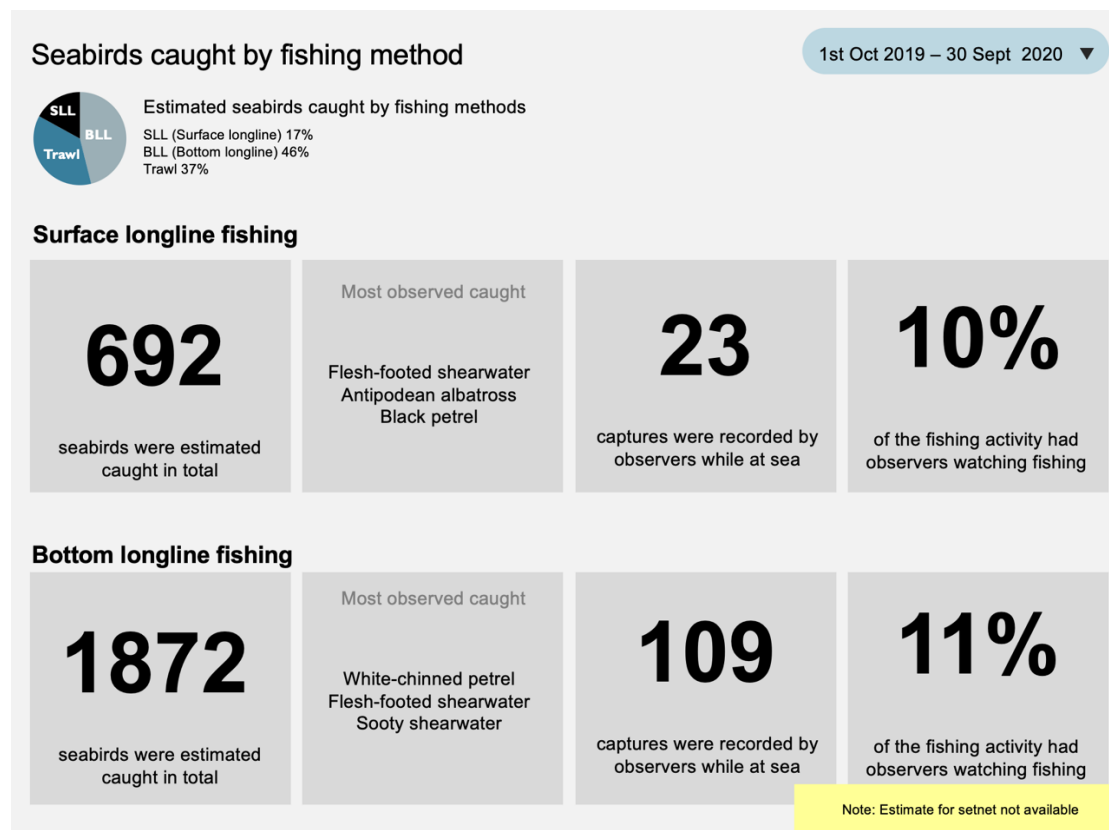 Seabirds caught by fishing method
1st Oct 2019 – 30 Sept 2020
SLL
BLL
Trawl
Estimated seabirds caught by fishing methods
SLL (Surface longline) 17%
BLL (Bottom longline) 46%
Trawl 37%
Surface longline fishing
692
seabirds were estimated
caught in total
Most observed caught
Flesh-footed shearwater
Antipodean albatross
Black petrel
23
captures were recorded by
observers while at sea
10%
of the fishing activity had
observers watching fishing
Bottom longline fishing
1872
seabirds were estimated
caught in total
Most observed caught
White-chinned petrel
Flesh-footed shearwater
Sooty shearwater
109
captures were recorded by
observers while at sea
11%
of the fishing activity had
observers watching fishing
Note: Estimate for setnet not available